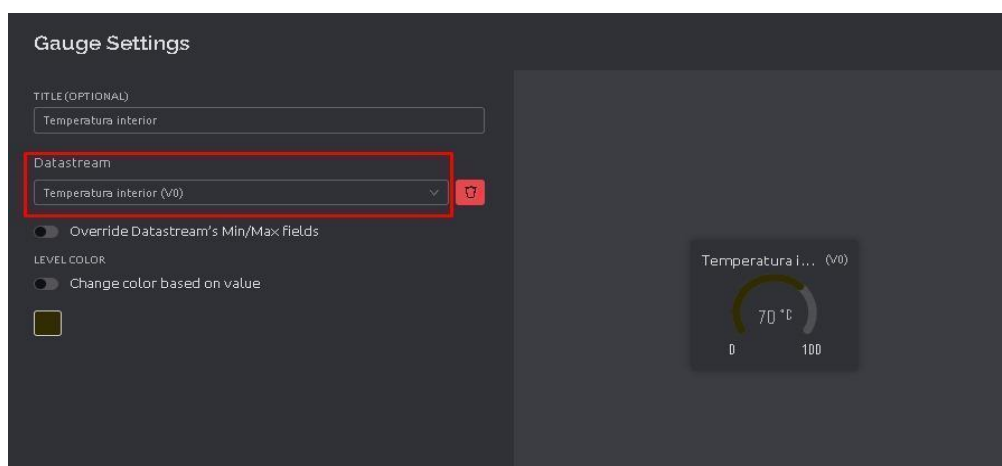 Gauge Settings
TITLE (OPTIONAL)
Temperatura interior
Datastream
Temperatura interior (V0)
Override Datastream's Min/Max fields
LEVEL COLOR
Change color based on value
Temperatura i... (V0)
70 °C
0 100